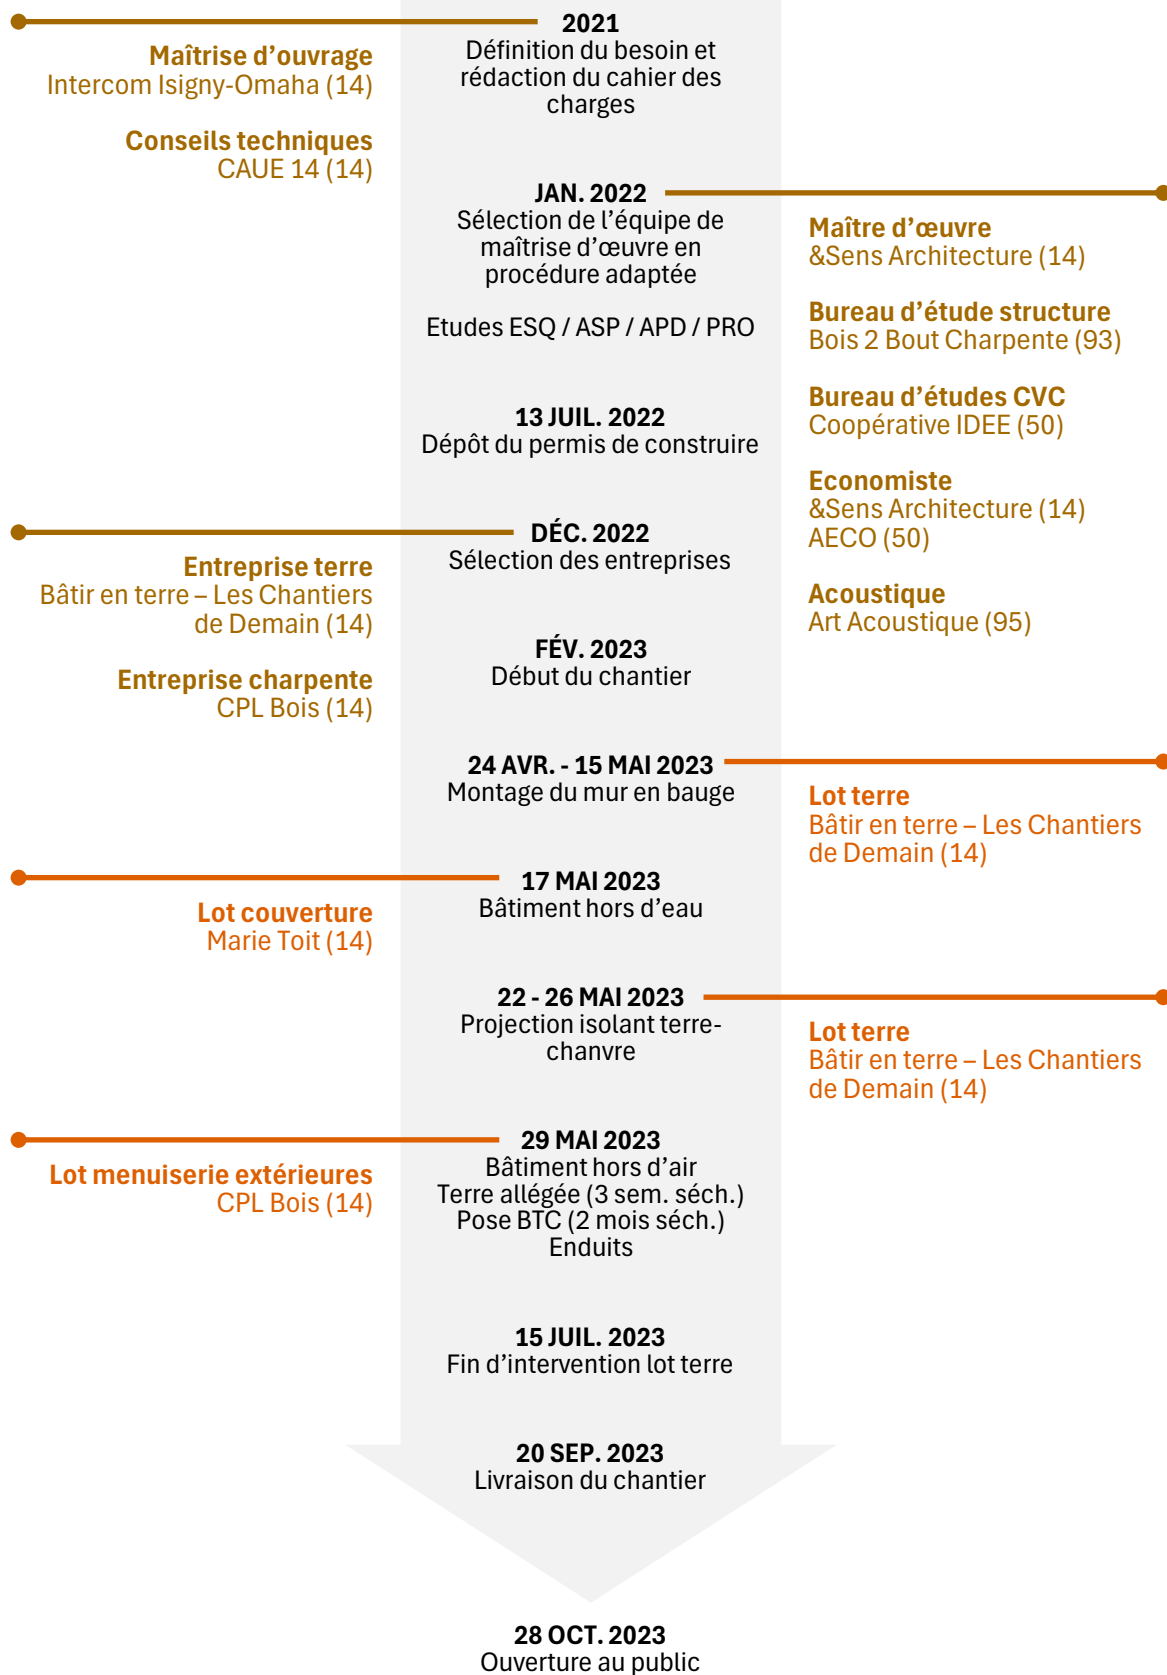 2021
Définition du besoin et
rédaction du cahier des
charges
Maîtrise d’ouvrage
Intercom Isigny-Omaha (14)
Conseils techniques
CAUE 14 (14)
JAN. 2022
Sélection de l’équipe de
maîtrise d’œuvre en
procédure adaptée
Etudes ESQ / ASP / APD / PRO
Maître d’œuvre
&Sens Architecture (14)
Bureau d’étude structure
Bois 2 Bout Charpente (93)
Bureau d’études CVC
Coopérative IDEE (50)
Economiste
&Sens Architecture (14)
AECO (50)
Acoustique
Art Acoustique (95)
13 JUIL. 2022
Dépôt du permis de construire
DÉC. 2022
Sélection des entreprises
Entreprise terre
Bâtir en terre – Les Chantiers
de Demain (14)
Entreprise charpente
CPL Bois (14)
FÉV. 2023
Début du chantier
24 AVR. - 15 MAI 2023
Montage du mur en bauge
Lot terre
Bâtir en terre – Les Chantiers
de Demain (14)
17 MAI 2023
Bâtiment hors d’eau
Lot couverture
Marie Toit (14)
22 - 26 MAI 2023
Projection isolant terre-
chanvre
Lot terre
Bâtir en terre – Les Chantiers
de Demain (14)
29 MAI 2023
Bâtiment hors d’air
Terre allégée (3 sem. séch.)
Pose BTC (2 mois séch.)
Enduits
Lot menuiserie extérieures
CPL Bois (14)
15 JUIL. 2023
Fin d’intervention lot terre
20 SEP. 2023
Livraison du chantier
28 OCT. 2023
Ouverture au public